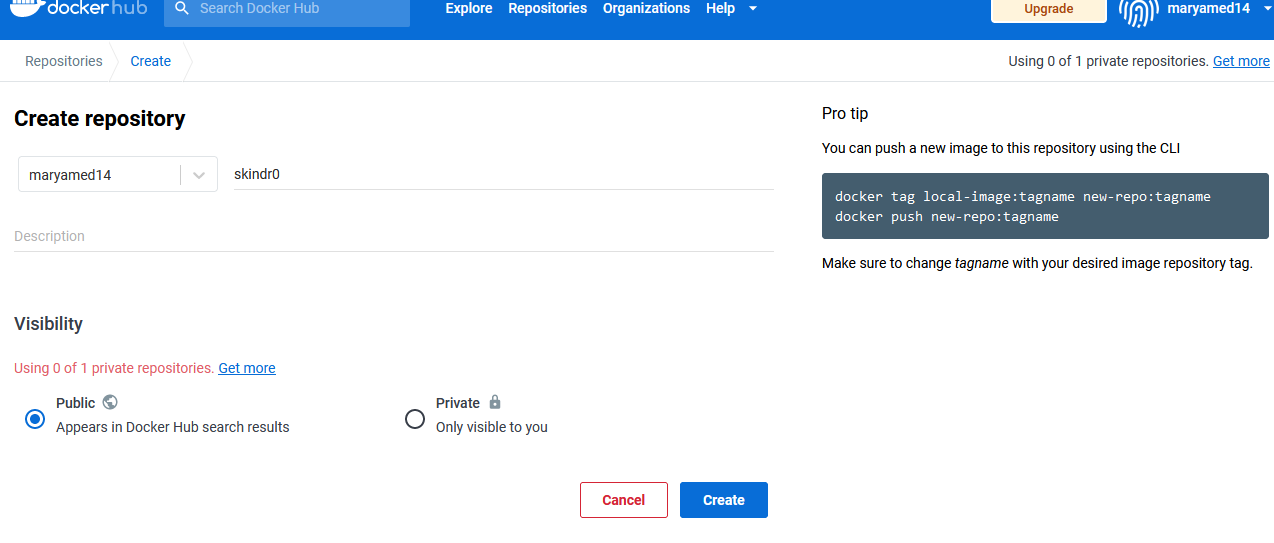 dockerhub Search Docker Hub Explore Repositories Organizations Help Upgrade maryamed14
Repositories Create Using 0 of 1 private repositories. Get more
Create repository
maryamed14 skindr0
Description
Visibility
Using 0 of 1 private repositories. Get more
Public Private
Appears in Docker Hub search results Only visible to you
Cancel Create
Pro tip
You can push a new image to this repository using the CLI
docker tag local-image:tagname new-repo:tagname
docker push new-repo:tagname
Make sure to change tagname with your desired image repository tag.